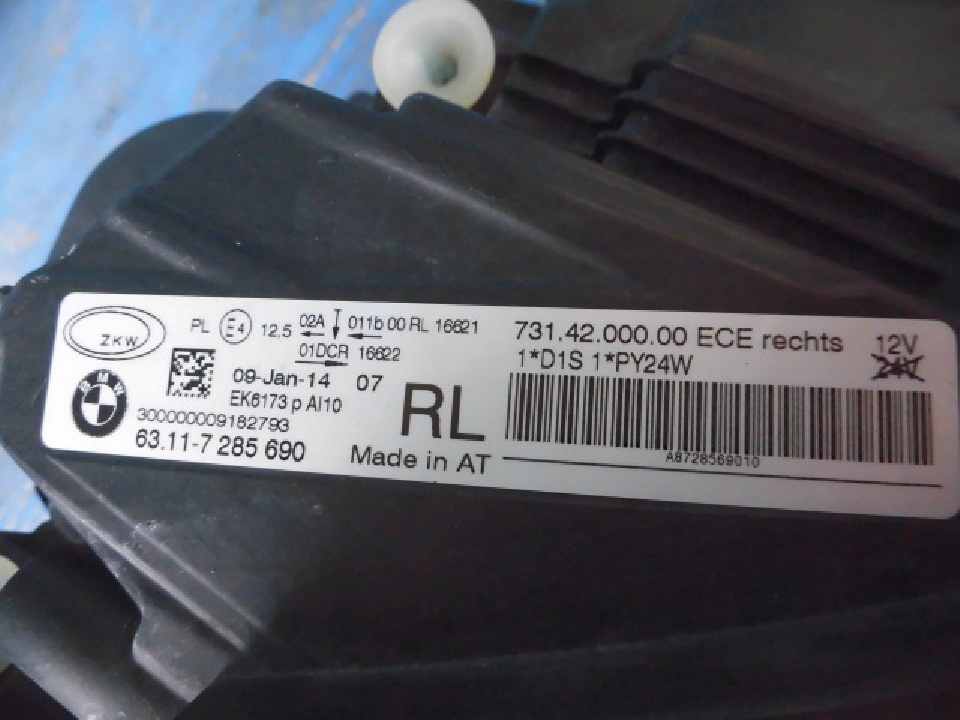 ZKW
PL E4 12.5 02A 011b 00 RL 16621
01DCR 16622
09-Jan-14 07
EK6173 p AI10
BMW
300000009182793
63.11-7 285 690
RL
Made in AT
731.42.000.00 ECE rechts
1*D1S 1*PY24W
12V
24V
A8728569010